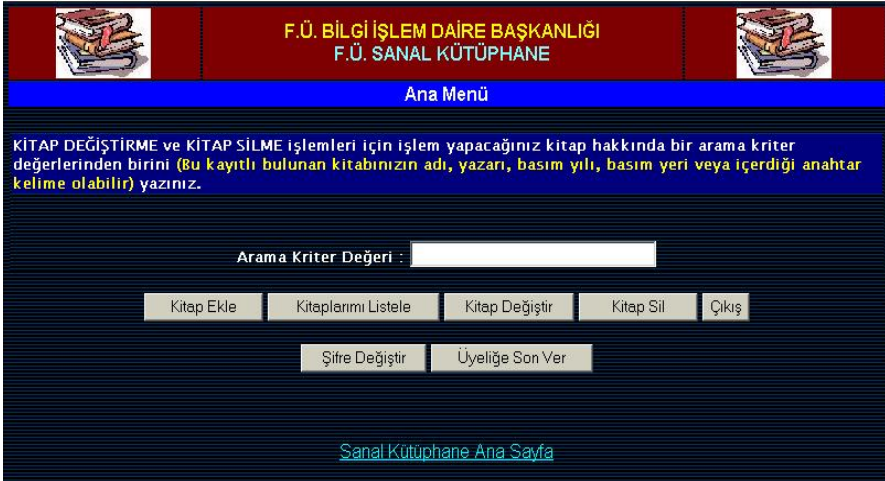 F.Ü. BİLGİ İŞLEM DAİRE BAŞKANLIĞI
F.Ü. SANAL KÜTÜPHANE
Ana Menü
KİTAP DEĞİŞTİRME ve KİTAP SİLME işlemleri için işlem yapacağınız kitap hakkında bir arama kriter
değerlerinden birini (Bu kayıtlı bulunan kitabınızın adı, yazarı, basım yılı, basım yeri veya içerdiği anahtar
kelime olabilir) yazınız.
Arama Kriter Değeri :
Kitap Ekle Kitaplarımı Listele Kitap Değiştir Kitap Sil Çıkış
Şifre Değiştir Üyeliğe Son Ver
Sanal Kütüphane Ana Sayfa